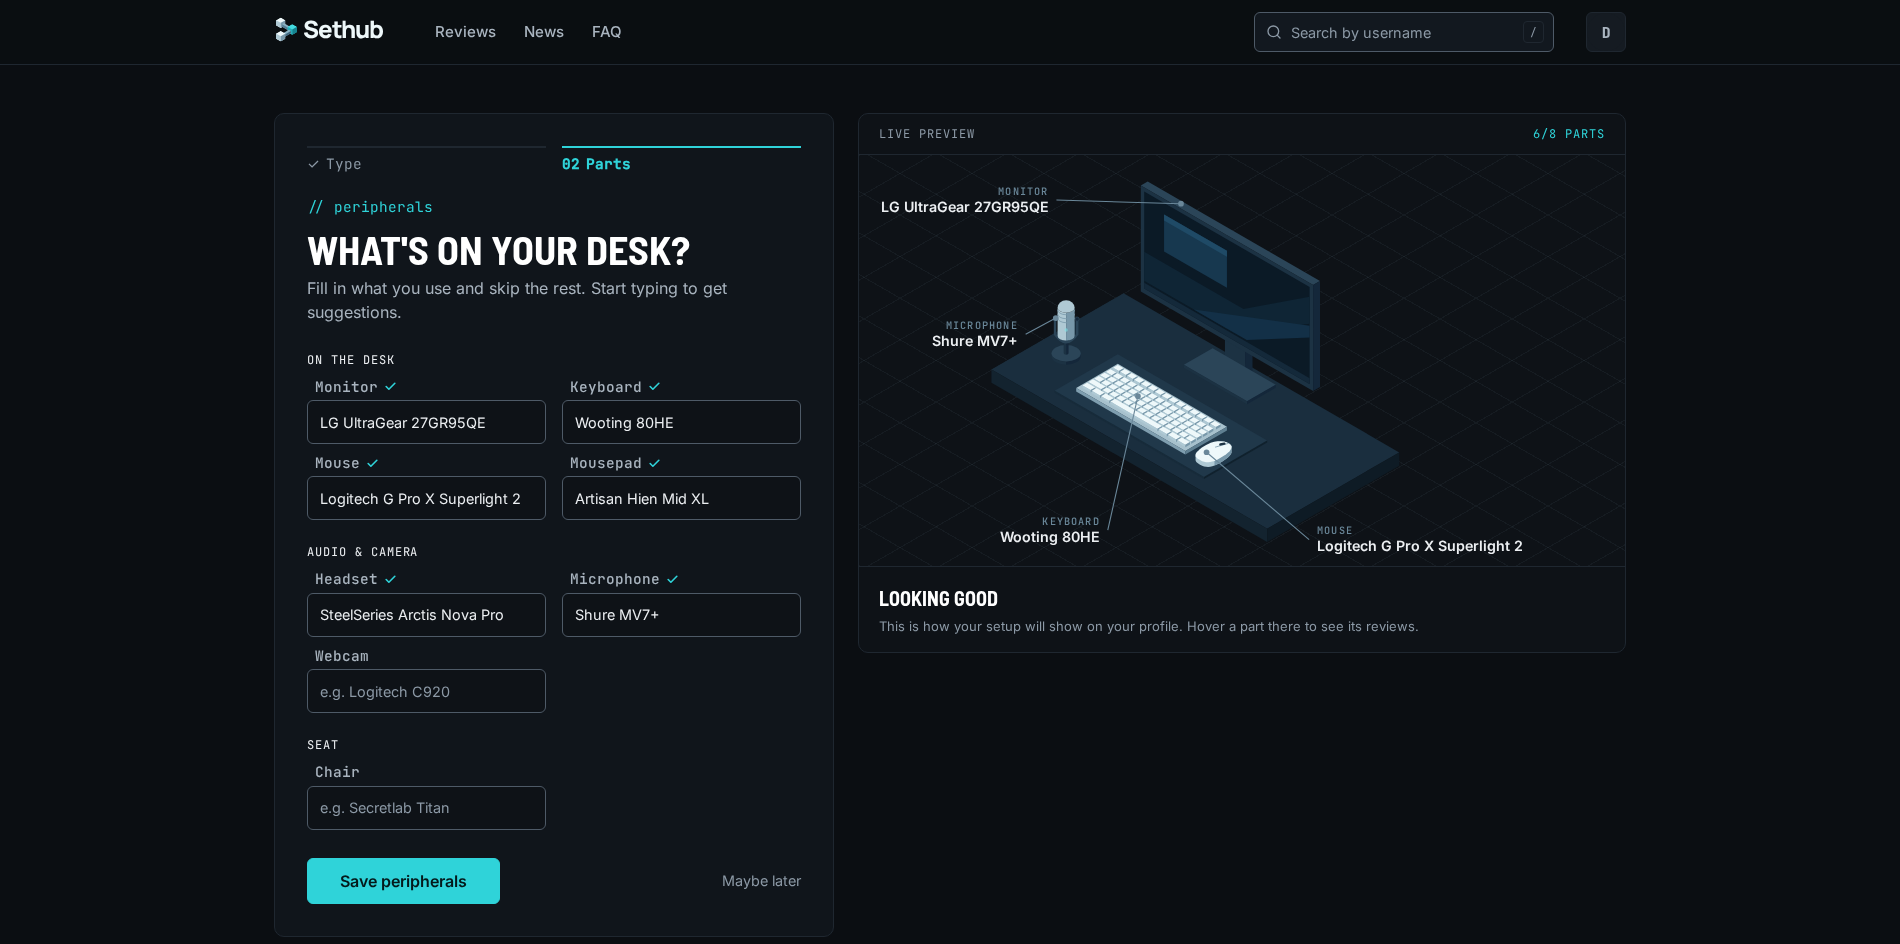 Sethub
Reviews
News
FAQ
Search by username
/
D
Type
02 Parts
// peripherals
WHAT'S ON YOUR DESK?
Fill in what you use and skip the rest. Start typing to get
suggestions.
ON THE DESK
Monitor
Keyboard
LG UltraGear 27GR95QE
Wooting 80HE
Mouse
Mousepad
Logitech G Pro X Superlight 2
Artisan Hien Mid XL
AUDIO & CAMERA
Headset
Microphone
SteelSeries Arctis Nova Pro
Shure MV7+
Webcam
e.g. Logitech C920
SEAT
Chair
e.g. Secretlab Titan
Save peripherals
Maybe later
LIVE PREVIEW
6/8 PARTS
MONITOR
LG UltraGear 27GR95QE
MICROPHONE
Shure MV7+
KEYBOARD
Wooting 80HE
MOUSE
Logitech G Pro X Superlight 2
LOOKING GOOD
This is how your setup will show on your profile. Hover a part there to see its reviews.